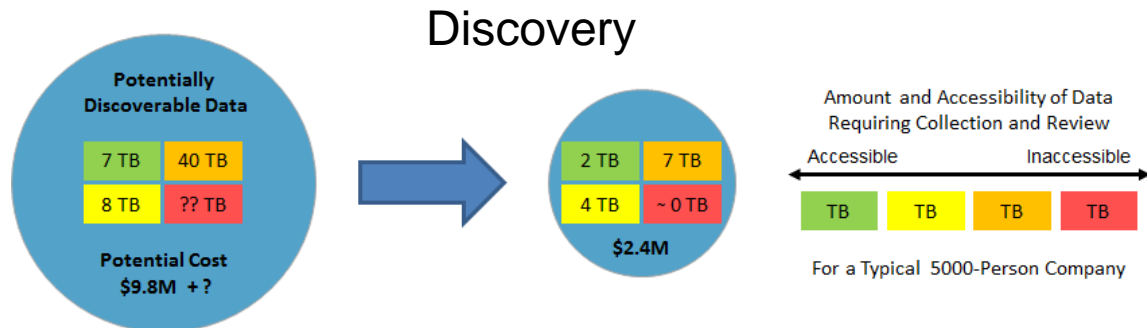 Discovery
Potentially
Discoverable Data
7 TB
40 TB
8 TB
?? TB
Potential Cost
$9.8M + ?
2 TB
7 TB
4 TB
~ 0 TB
$2.4M
Amount and Accessibility of Data
Requiring Collection and Review
Accessible
Inaccessible
TB
TB
TB
TB
For a Typical 5000-Person Company